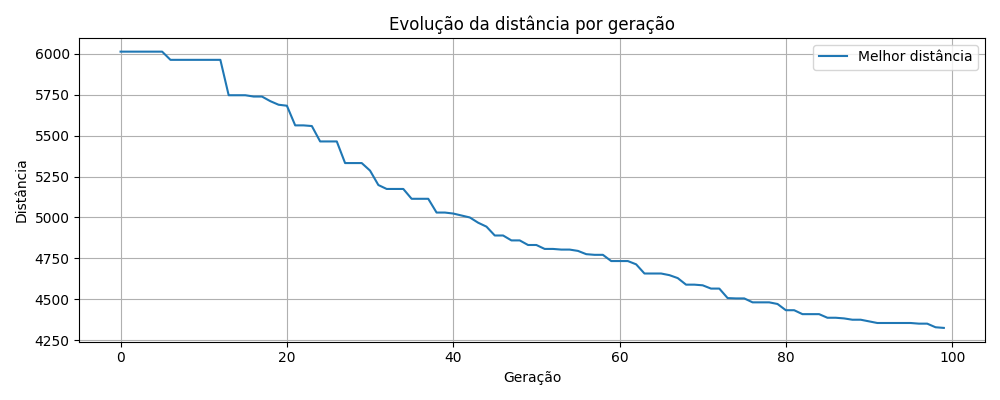 Evolução da distância por geração
Melhor distância
Distância
6000
5750
5500
5250
5000
4750
4500
4250
0 20 40 60 80 100
Geração